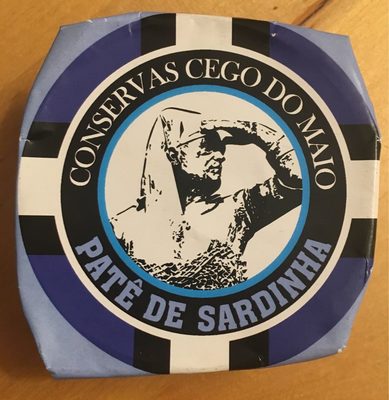 CONSERVAS CEGO DO MAIO
PATÊ DE SARDINHA